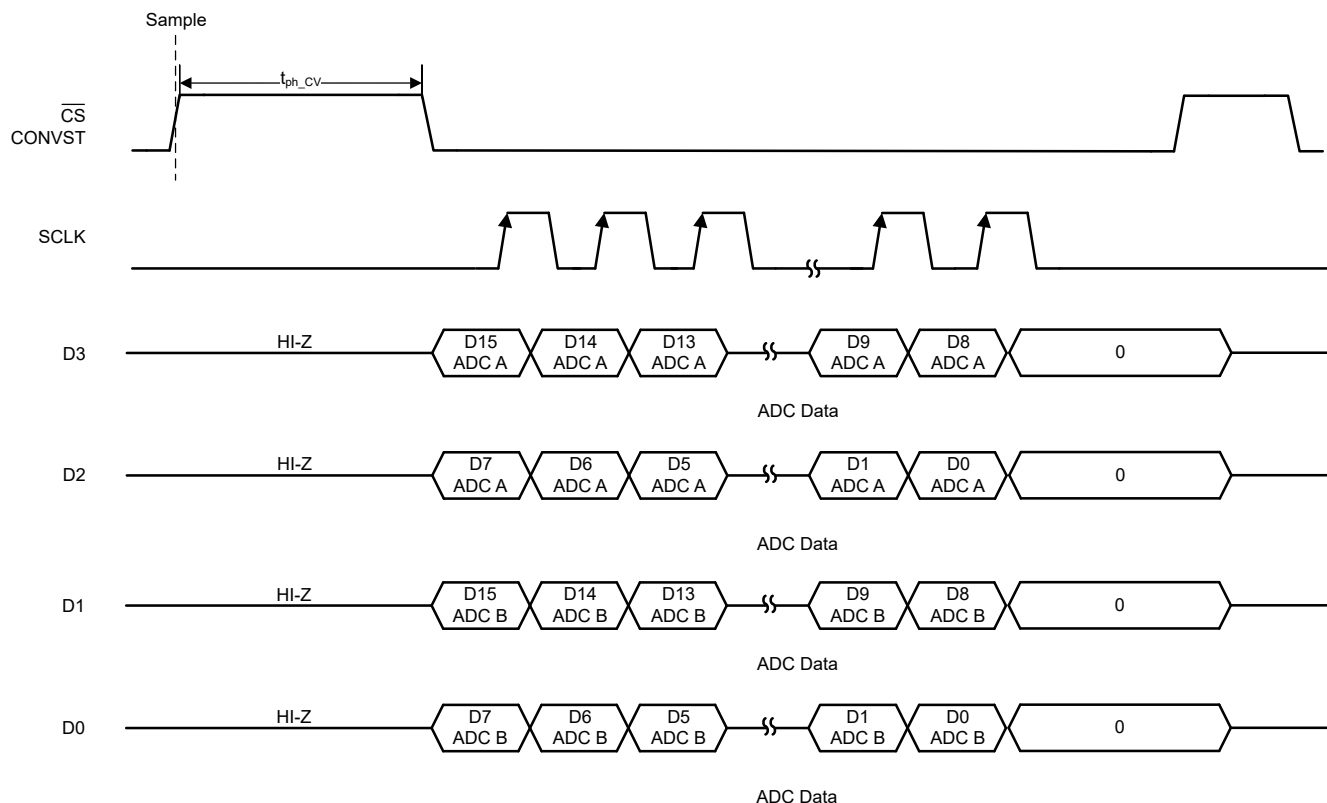 Sample
tph_CV
CS
CONVST
SCLK
D3
HI-Z
D15
ADC A
D14
ADC A
D13
ADC A
D9
ADC A
D8
ADC A
0
ADC Data
D2
HI-Z
D7
ADC A
D6
ADC A
D5
ADC A
D1
ADC A
D0
ADC A
0
ADC Data
D1
HI-Z
D15
ADC B
D14
ADC B
D13
ADC B
D9
ADC B
D8
ADC B
0
ADC Data
D0
HI-Z
D7
ADC B
D6
ADC B
D5
ADC B
D1
ADC B
D0
ADC B
0
ADC Data